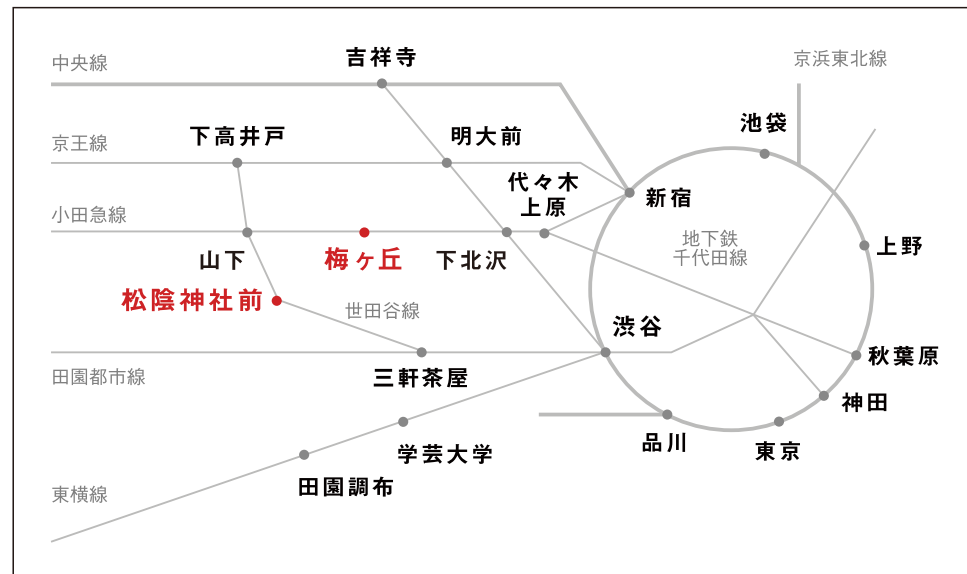 吉祥寺
中央線
京浜東北線
池袋
下高井戸
明大前
京王線
代々木
上原
新宿
小田急線
地下鉄
千代田線
上野
山下
梅ヶ丘
下北沢
松陰神社前
世田谷線
渋谷
秋葉原
田園都市線
三軒茶屋
神田
品川
東京
学芸大学
田園調布
東横線